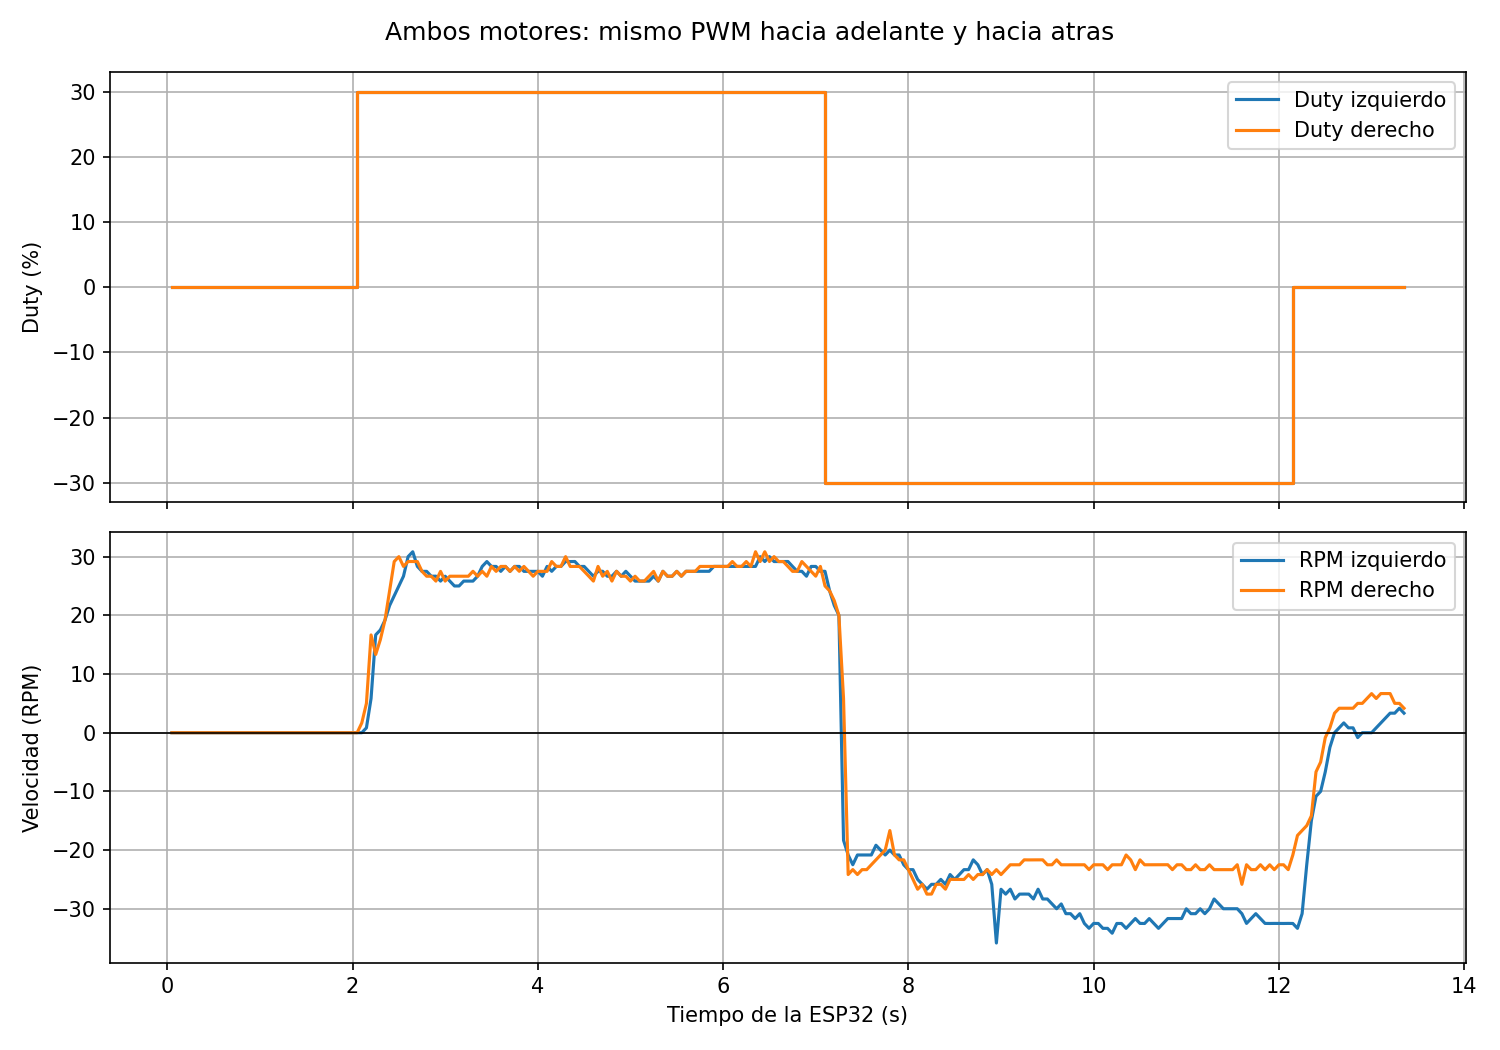 Ambos motores: mismo PWM hacia adelante y hacia atras
Duty izquierdo
Duty derecho
30
20
10
0
−10
−20
−30
Duty (%)
RPM izquierdo
RPM derecho
30
20
10
0
−10
−20
−30
Velocidad (RPM)
0 2 4 6 8 10 12 14
Tiempo de la ESP32 (s)